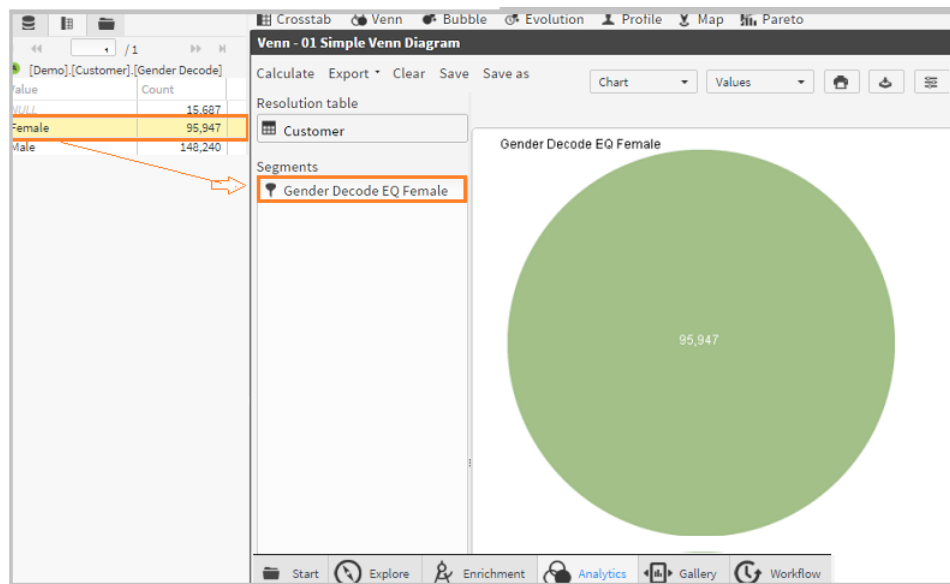 Crosstab Venn Bubble Evolution Profile Map Pareto
1 /1
[Demo].[Customer].[Gender Decode]
Value Count
NULL 15,687
Female 95,947
Male 148,240
Venn - 01 Simple Venn Diagram
Calculate Export Clear Save Save as
Chart Values
Resolution table
Customer
Segments
Gender Decode EQ Female
Gender Decode EQ Female
95,947
Start Explore Enrichment Analytics Gallery Workflow